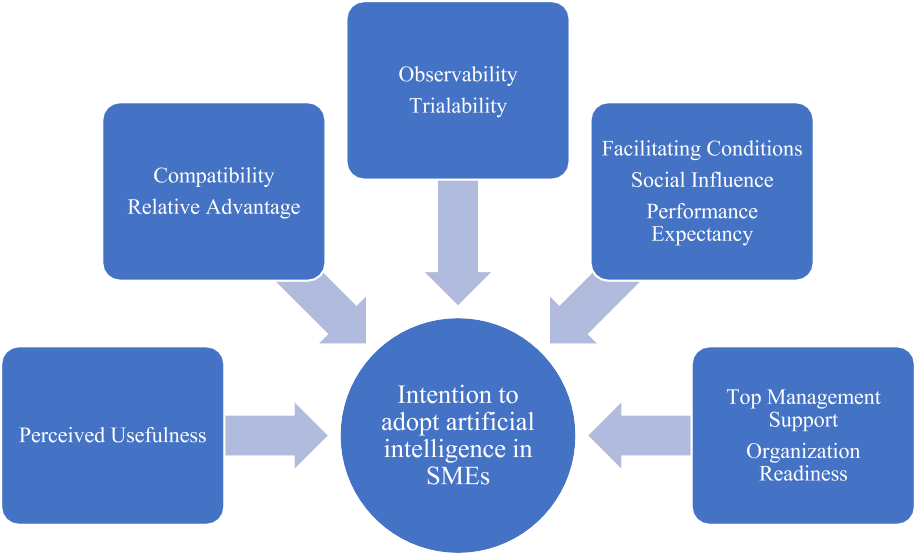 Observability
Trialability
Compatibility
Relative Advantage
Facilitating Conditions
Social Influence
Performance
Expectancy
Perceived Usefulness
Intention to
adopt artificial
intelligence in
SMEs
Top Management
Support
Organization
Readiness